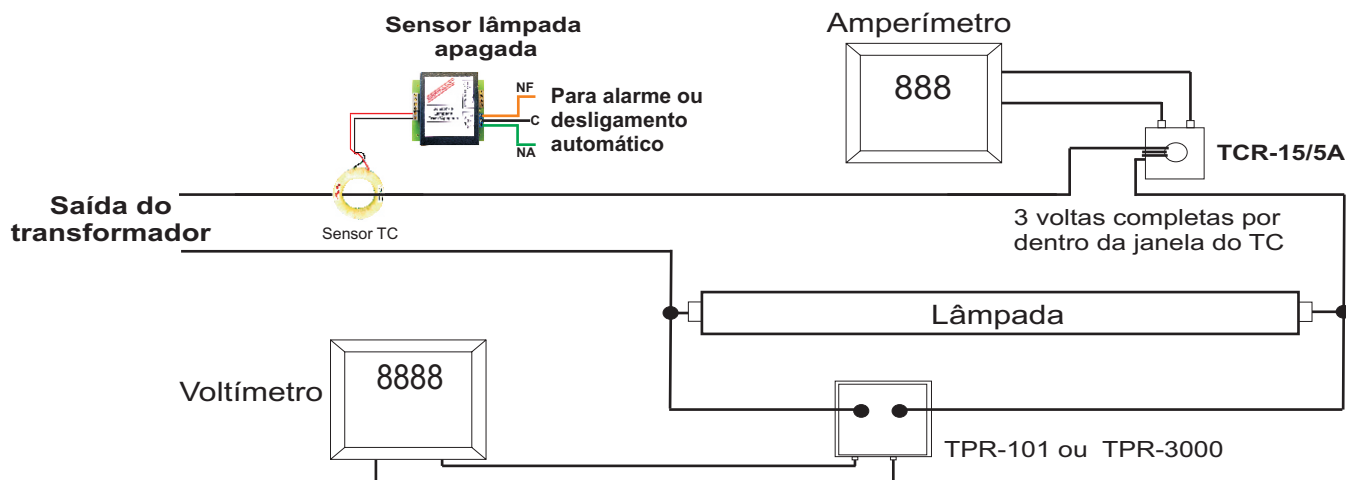 Sensor lâmpada
apagada
NF
C
NA
Para alarme ou
desligamento
automático
Amperímetro
888
TCR-15/5A
Saída do
transformador
Sensor TC
3 voltas completas por
dentro da janela do TC
Lâmpada
Voltímetro
8888
TPR-101 ou TPR-3000